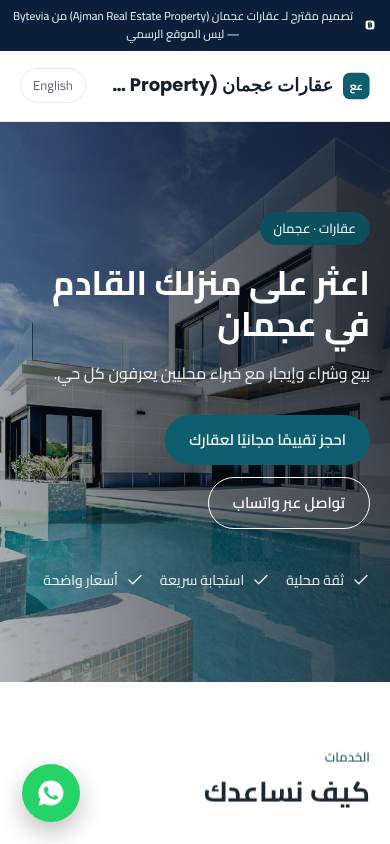 تصميم مقترح لـ عقارات عجمان (Ajman Real Estate Property) من Bytevia
— ليس الموقع الرسمي
عع
عقارات عجمان (Property ...
English
عقارات · عجمان
اعثر على منزلك القادم
في عجمان
بيع وشراء وإيجار مع خبراء محليين يعرفون كل حي.
احجز تقييمًا مجانيًا لعقارك
تواصل عبر واتساب
ثقة محلية
استجابة سريعة
أسعار واضحة
الخدمات
كيف نساعدك